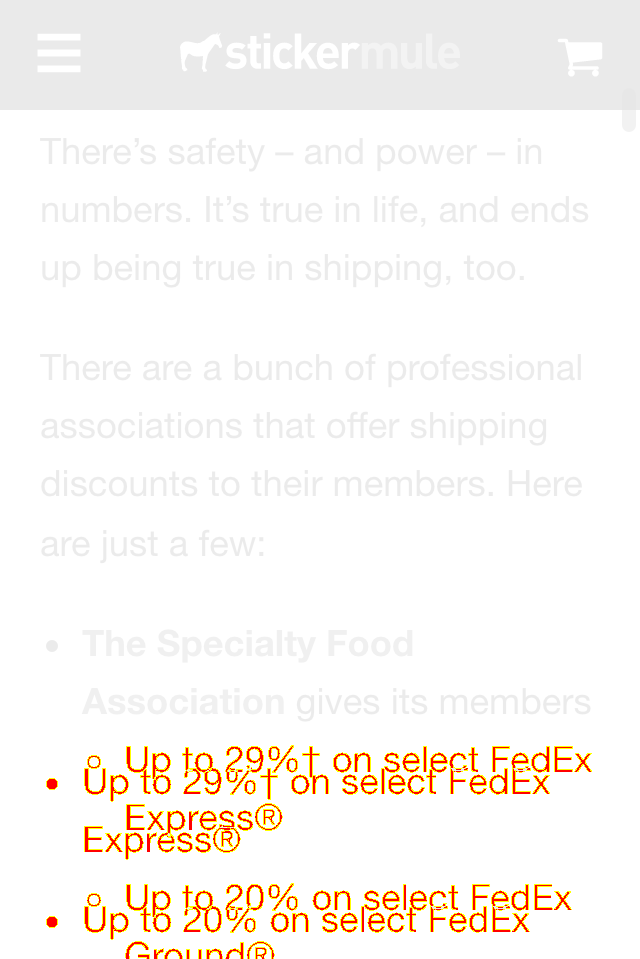 stickermule
There’s safety – and power – in
numbers. It’s true in life, and ends
up being true in shipping, too.
There are a bunch of professional
associations that offer shipping
discounts to their members. Here
are just a few:
• The Specialty Food
Association gives its members
○ Up to 29%† on select FedEx
• Up to 29%† on select FedEx
Express®
Express®
○ Up to 20% on select FedEx
• Up to 20% on select FedEx
Ground®